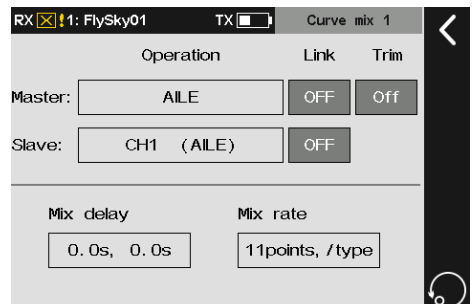 RX !1: FlySky01 TX Curve mix 1
Operation Link Trim
Master: AILE OFF Off
Slave: CH1 (AILE) OFF
Mix delay Mix rate
0.0s, 0.0s 11points, /type